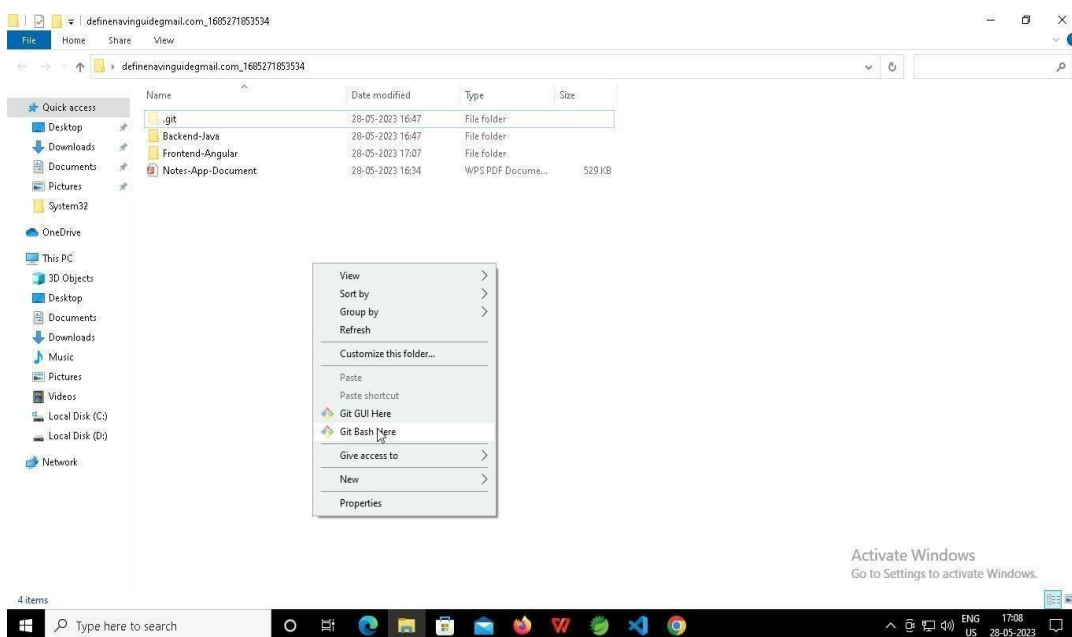 definenavinguidegmail.com_1685271853534
File Home Share View
definenavinguidegmail.com_1685271853534
Name Date modified Type Size
Quick access
Desktop
Downloads
Documents
Pictures
System32
OneDrive
This PC
3D Objects
Desktop
Documents
Downloads
Music
Pictures
Videos
Local Disk (C:)
Local Disk (D:)
Network
.git 28-05-2023 16:47 File folder
Backend-Java 28-05-2023 16:47 File folder
Frontend-Angular 28-05-2023 17:07 File folder
Notes-App-Document 28-05-2023 16:34 WPS PDF Docume... 529 KB
View
Sort by
Group by
Refresh
Customize this folder...
Paste
Paste shortcut
Git GUI Here
Git Bash Here
Give access to
New
Properties
Activate Windows
Go to Settings to activate Windows.
4 items
Type here to search
ENG 17:08
US 28-05-2023